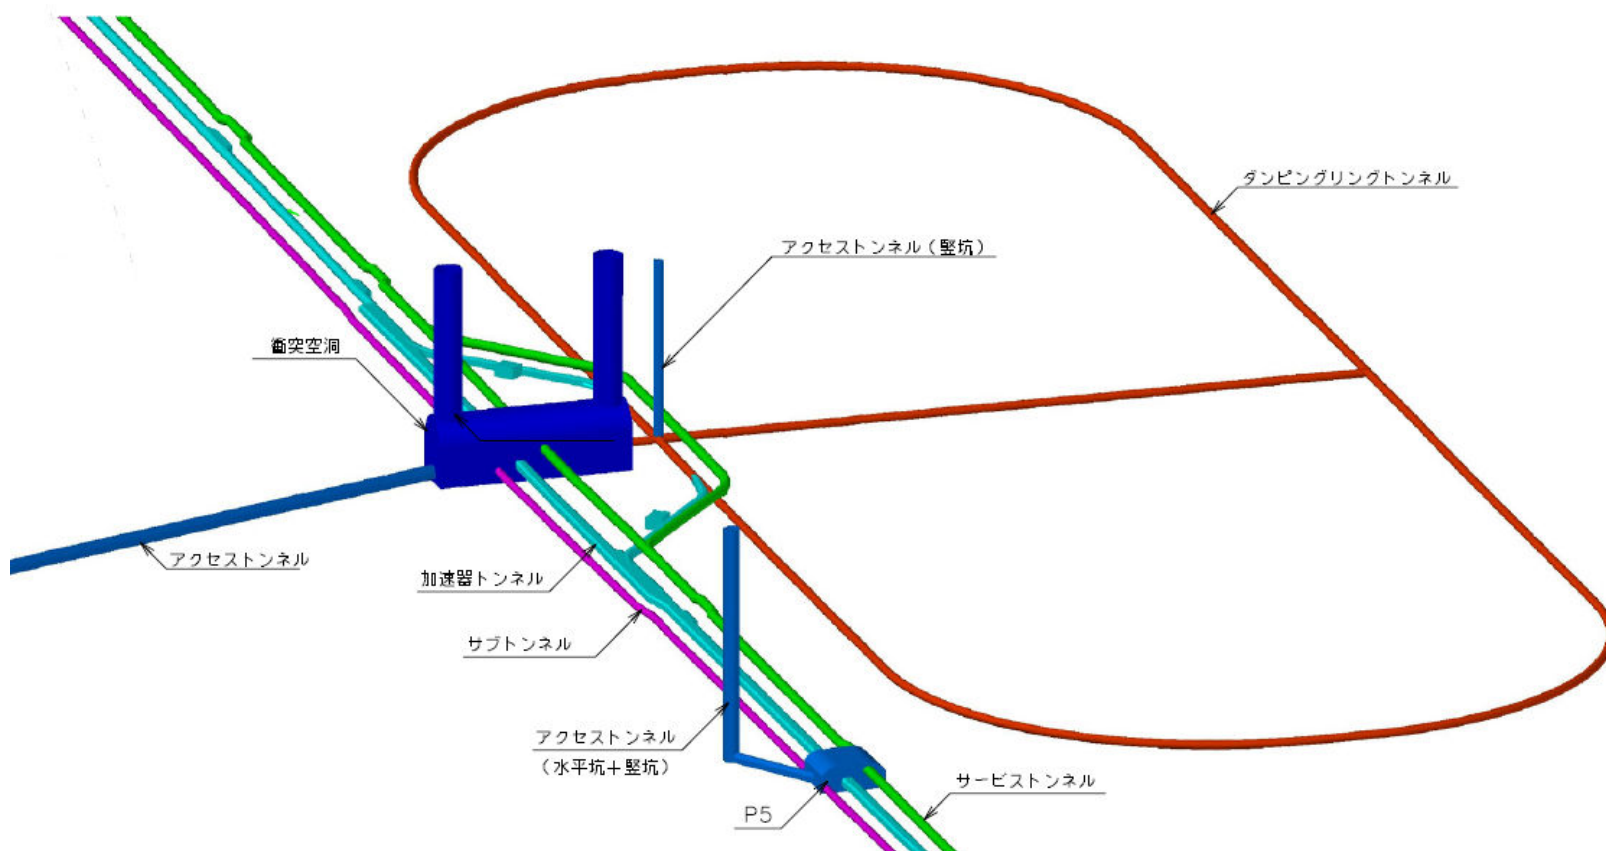 ダンピングリングトンネル
アクセストンネル(竪坑)
衝突空洞
アクセストンネル
加速器トンネル
サブトンネル
アクセストンネル
(水平坑+竪坑)
サービストンネル
P5